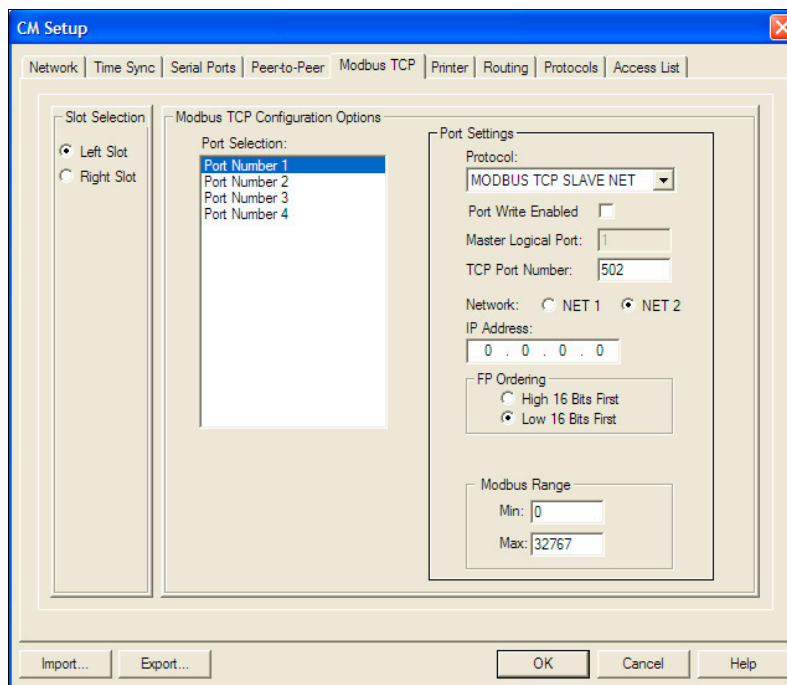 CM Setup
Network Time Sync Serial Ports Peer-to-Peer Modbus TCP Printer Routing Protocols Access List
Slot Selection
Left Slot
Right Slot
Modbus TCP Configuration Options
Port Selection:
Port Number 1
Port Number 2
Port Number 3
Port Number 4
Port Settings
Protocol:
MODBUS TCP SLAVE NET
Port Write Enabled
Master Logical Port: 1
TCP Port Number: 502
Network: NET 1 NET 2
IP Address:
0 . 0 . 0 . 0
FP Ordering
High 16 Bits First
Low 16 Bits First
Modbus Range
Min: 0
Max: 32767
Import... Export... OK Cancel Help